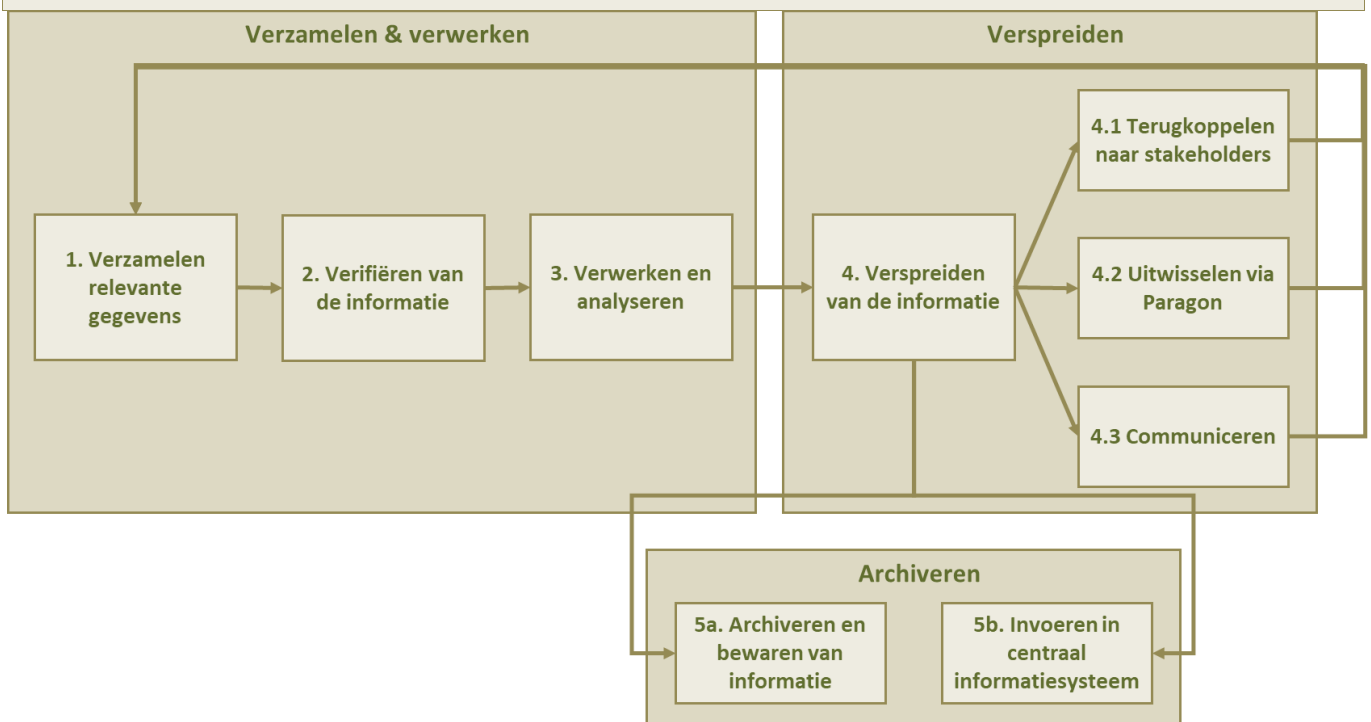 Verzamelen & verwerken
1. Verzamelen
relevante
gegevens
2. Verifiëren van
de informatie
3. Verwerken en
analyseren
Verspreiden
4. Verspreiden
van de informatie
4.1 Terugkoppelen
naar stakeholders
4.2 Uitwisselen via
Paragon
4.3 Communiceren
Archiveren
5a. Archiveren en
bewaren van
informatie
5b. Invoeren in
centraal
informatiesysteem